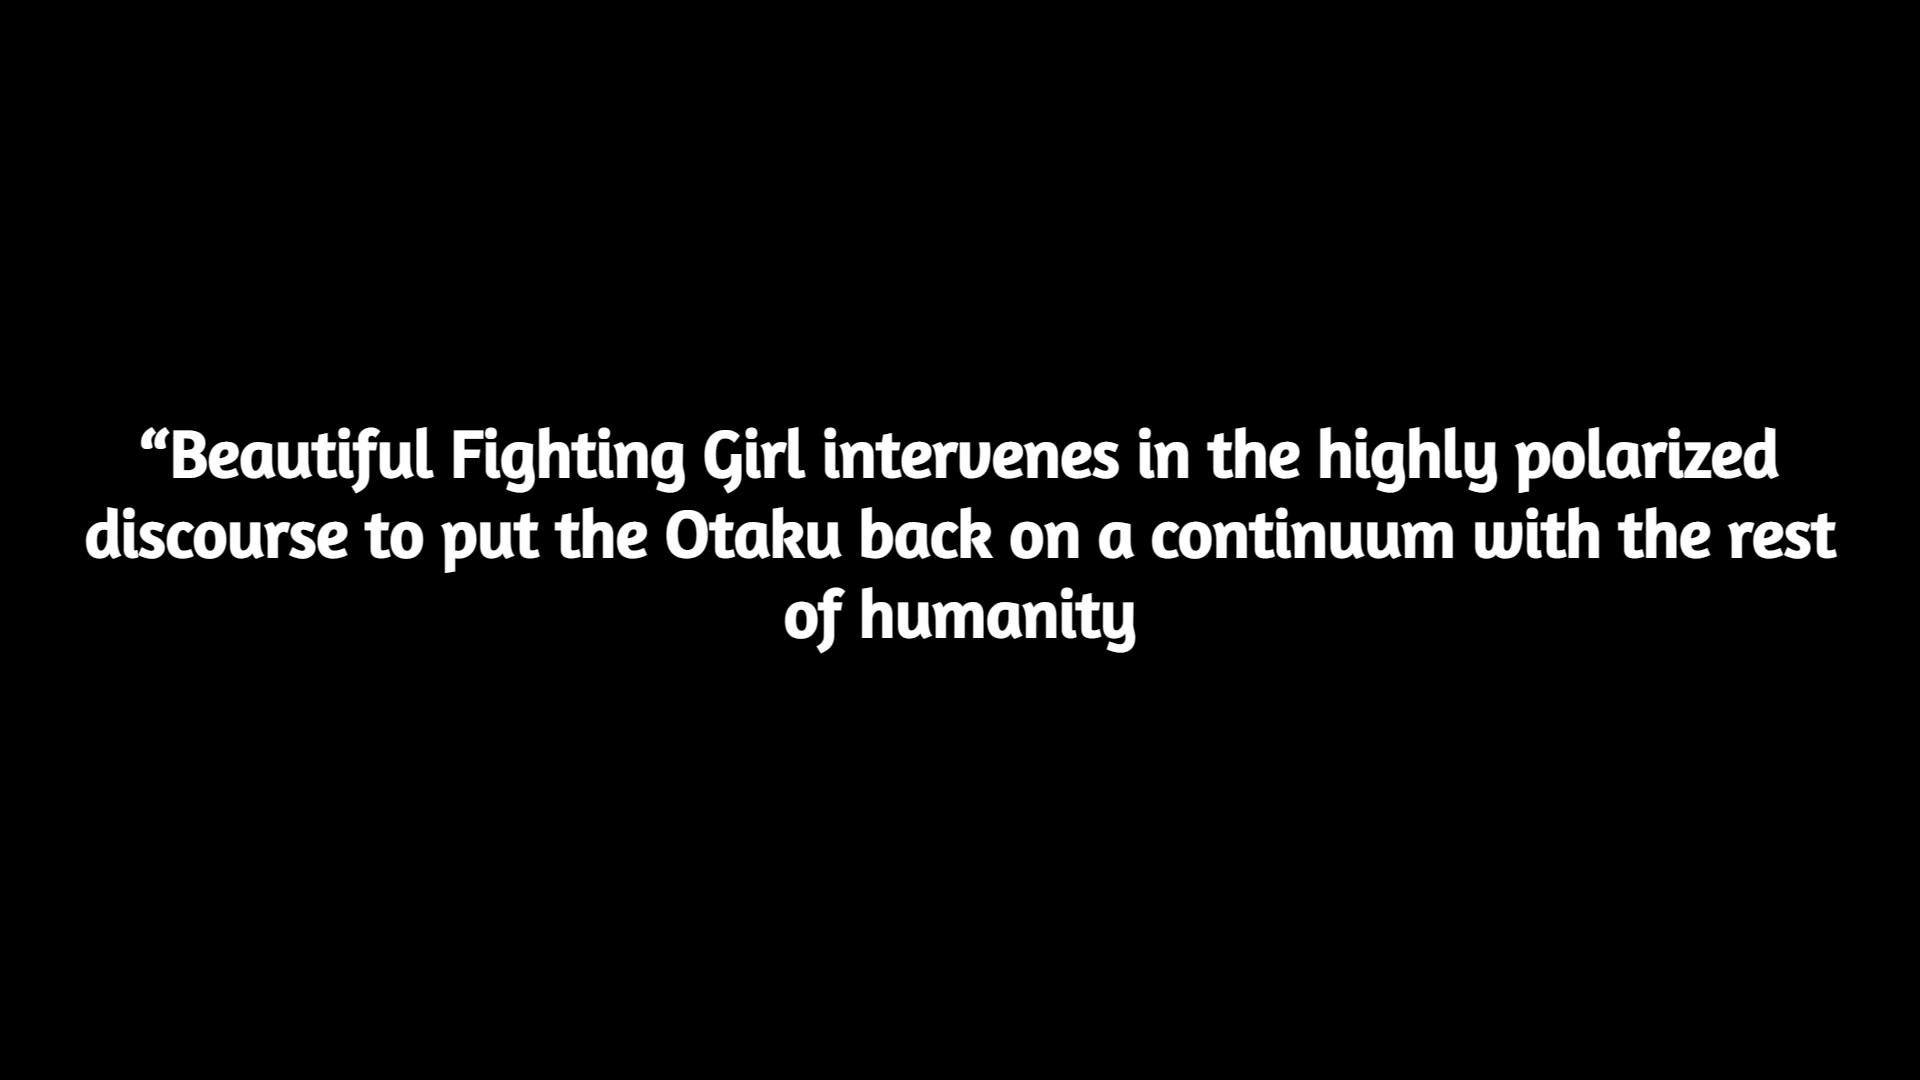 “Beautiful Fighting Girl intervenes in the highly polarized
discourse to put the Otaku back on a continuum with the rest
of humanity